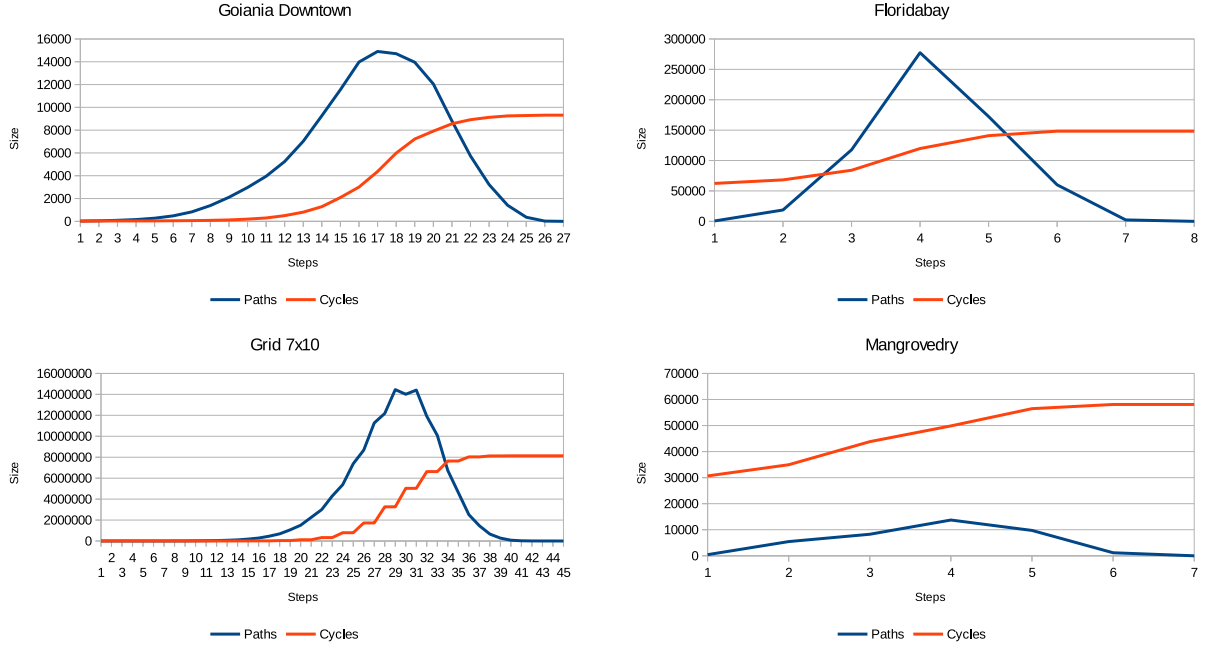 Goiania Downtown
16000
14000
12000
10000
8000
6000
4000
2000
0
Size
1 2 3 4 5 6 7 8 9 10 11 12 13 14 15 16 17 18 19 20 21 22 23 24 25 26 27
Steps
Paths Cycles
Floridabay
300000
250000
200000
150000
100000
50000
0
Size
1 2 3 4 5 6 7 8
Steps
Paths Cycles
Grid 7x10
16000000
14000000
12000000
10000000
8000000
6000000
4000000
2000000
0
Size
2 4 6 8 10 12 14 16 18 20 22 24 26 28 30 32 34 36 38 40 42 44
1 3 5 7 9 11 13 15 17 19 21 23 25 27 29 31 33 35 37 39 41 43 45
Steps
Paths Cycles
Mangrovedry
70000
60000
50000
40000
30000
20000
10000
0
Size
1 2 3 4 5 6 7
Steps
Paths Cycles